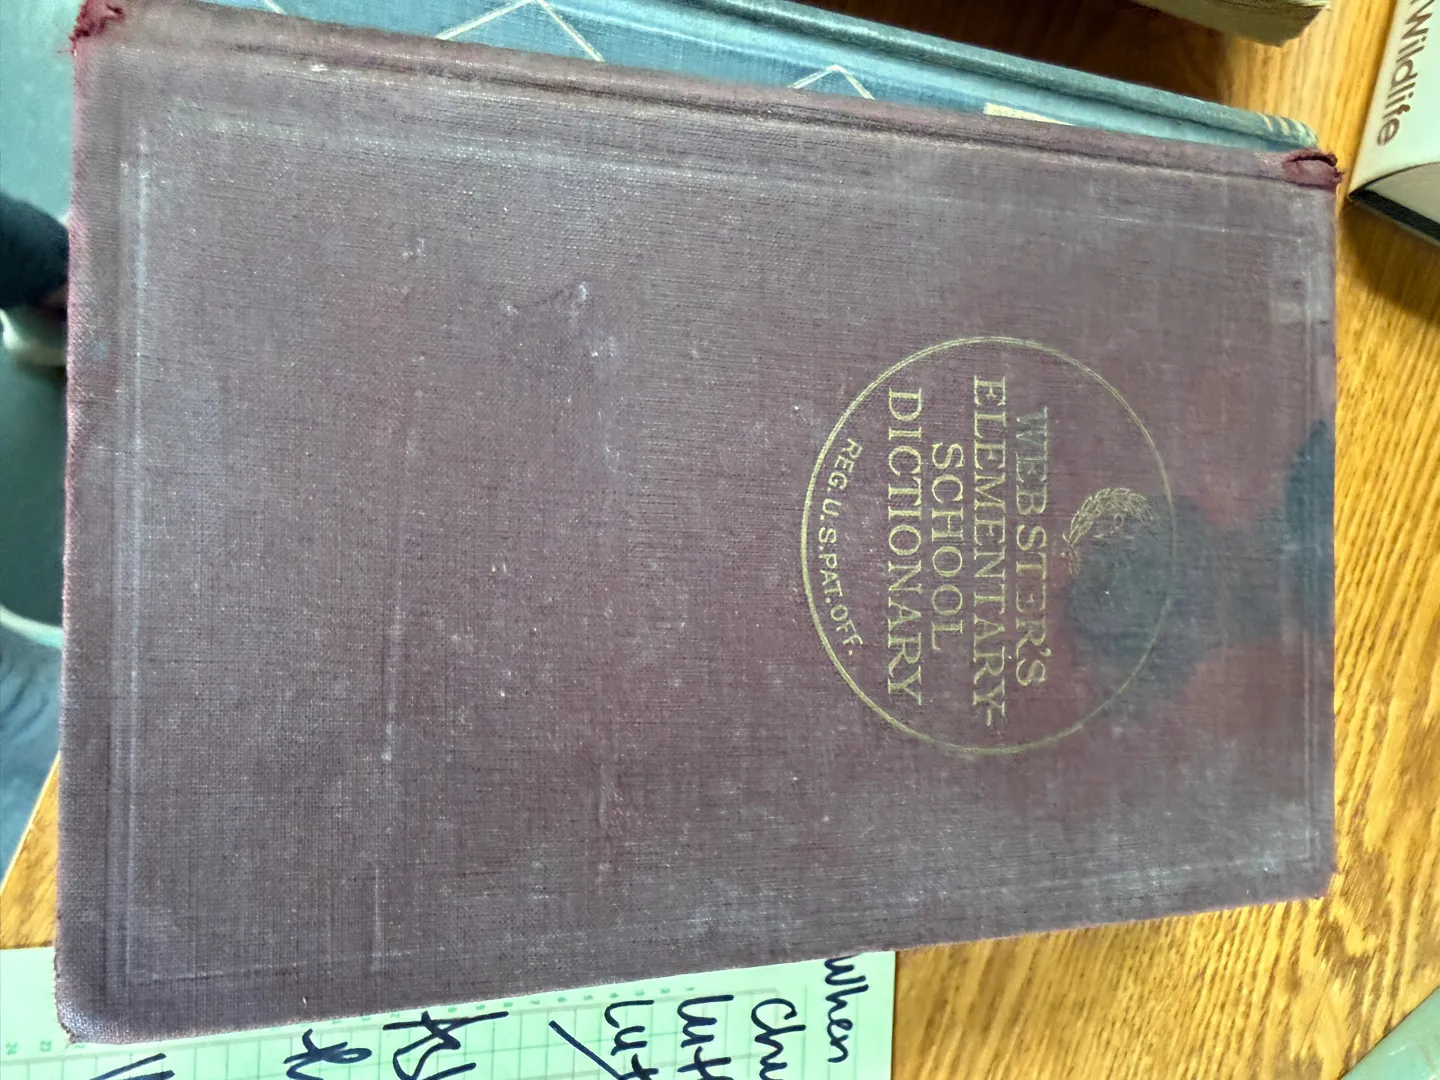 WEBSTER'S
ELEMENTARY-
SCHOOL
DICTIONARY
REG. U.S. PAT. OFF.
Wildlife
When